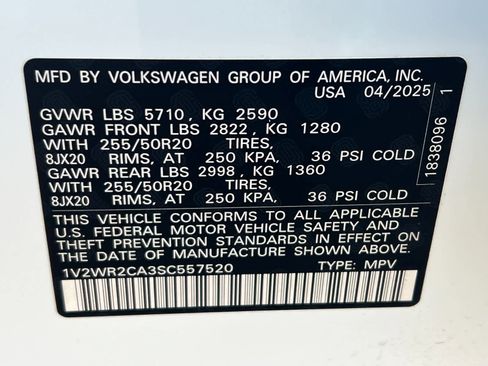 MFD BY VOLKSWAGEN GROUP OF AMERICA, INC.
USA 04/2025
GVWR LBS 5710, KG 2590
GAWR FRONT LBS 2822, KG 1280
WITH 255/50R20 TIRES,
8JX20 RIMS, AT 250 KPA, 36 PSI COLD
GAWR REAR LBS 2998, KG 1360
WITH 255/50R20 TIRES,
8JX20 RIMS, AT 250 KPA, 36 PSI COLD
THIS VEHICLE CONFORMS TO ALL APPLICABLE
U.S. FEDERAL MOTOR VEHICLE SAFETY AND
THEFT PREVENTION STANDARDS IN EFFECT ON
THE DATE OF MANUFACTURE SHOWN ABOVE.
1V2WR2CA3SC557520 TYPE: MPV
1838096 1